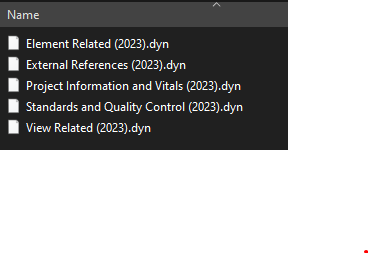 Name
Element Related (2023).dyn
External References (2023).dyn
Project Information and Vitals (2023).dyn
Standards and Quality Control (2023).dyn
View Related (2023).dyn